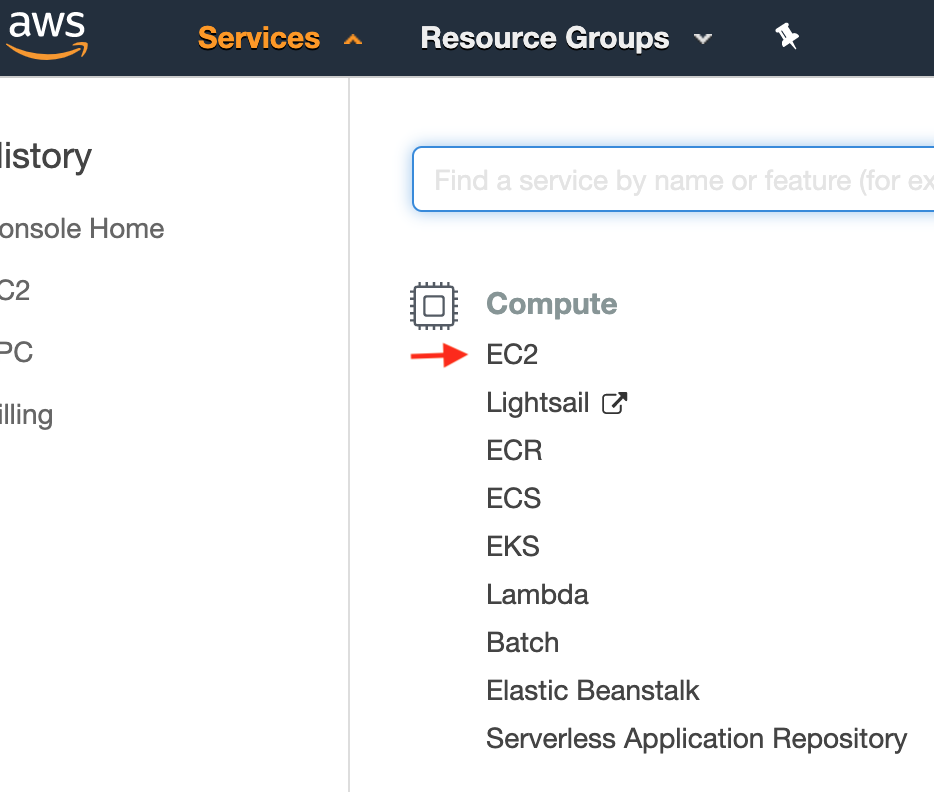 aws
Services
Resource Groups
istory
onsole Home
C2
PC
illing
Find a service by name or feature (for ex
Compute
EC2
Lightsail
ECR
ECS
EKS
Lambda
Batch
Elastic Beanstalk
Serverless Application Repository